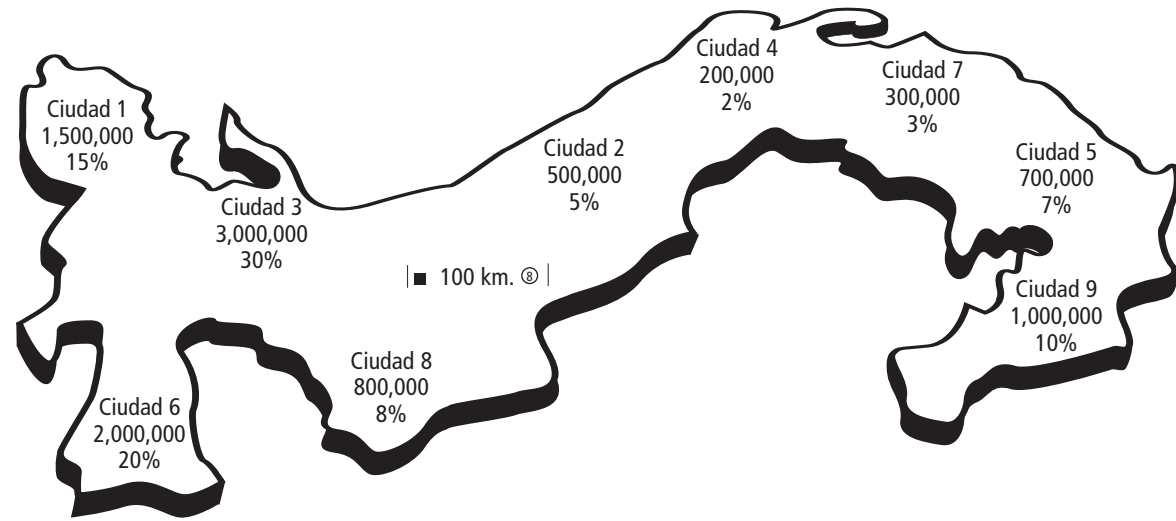 Ciudad 1
1,500,000
15%
Ciudad 3
3,000,000
30%
Ciudad 2
500,000
5%
Ciudad 4
200,000
2%
Ciudad 7
300,000
3%
Ciudad 5
700,000
7%
100 km. ⑧
Ciudad 9
1,000,000
10%
Ciudad 8
800,000
8%
Ciudad 6
2,000,000
20%